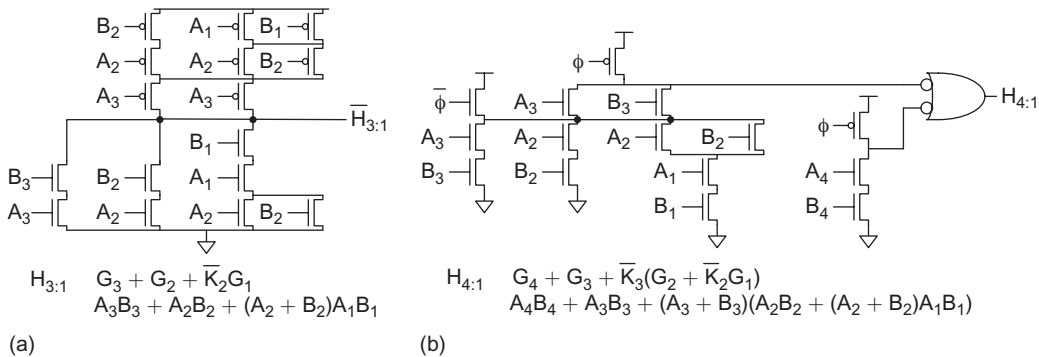 B₂ A₁ B₁
A₂ A₂ B₂
A₃ A₃
H̅₃:₁
B₁
B₃ B₂ A₁
A₃ A₂ A₂ B₂
H₃:₁ G₃ + G₂ + K̅₂G₁
A₃B₃ + A₂B₂ + (A₂ + B₂)A₁B₁
(a)
ϕ
ϕ̅ A₃ B₃ H₄:₁
ϕ
A₃ A₂ A₂ B₂
B₃ B₂ A₁ A₄
B₁ B₄
H₄:₁ G₄ + G₃ + K̅₃(G₂ + K̅₂G₁)
A₄B₄ + A₃B₃ + (A₃ + B₃)(A₂B₂ + (A₂ + B₂)A₁B₁)
(b)